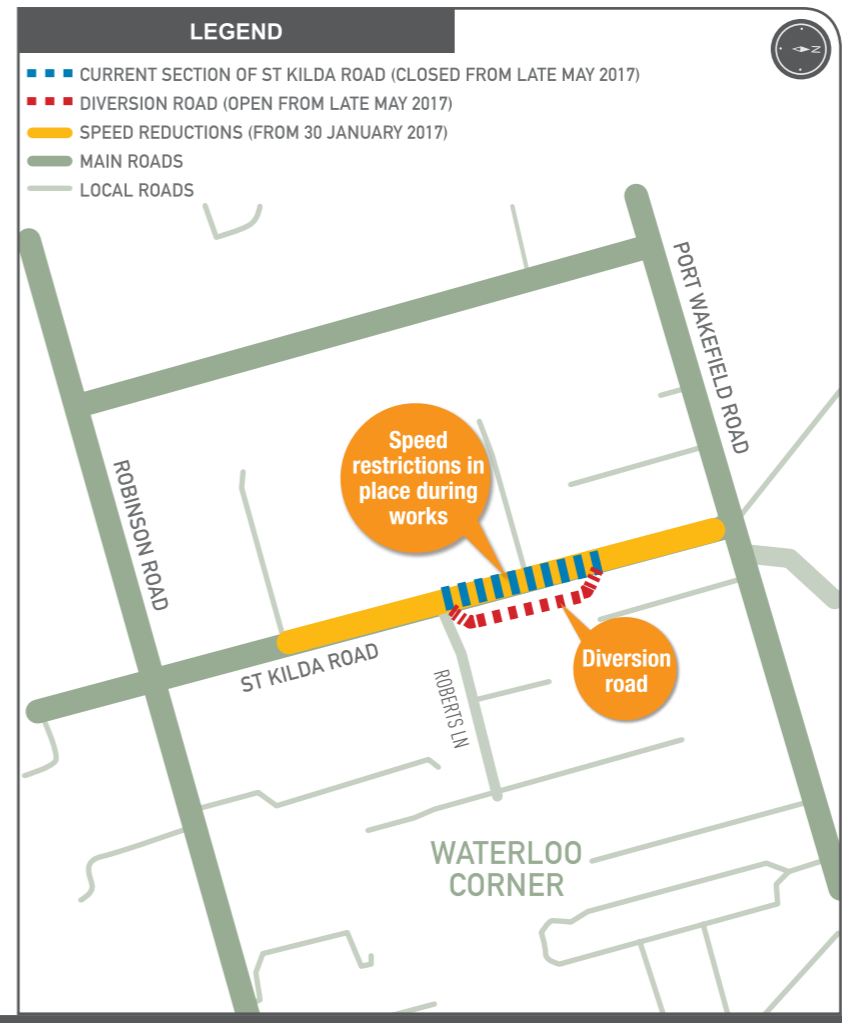 LEGEND
CURRENT SECTION OF ST KILDA ROAD (CLOSED FROM LATE MAY 2017)
DIVERSION ROAD (OPEN FROM LATE MAY 2017)
SPEED REDUCTIONS (FROM 30 JANUARY 2017)
MAIN ROADS
LOCAL ROADS
N
PORT WAKEFIELD ROAD
Speed
restrictions in
place during
works
ROBINSON ROAD
ST KILDA ROAD
Diversion
road
ROBERTS LN
WATERLOO
CORNER